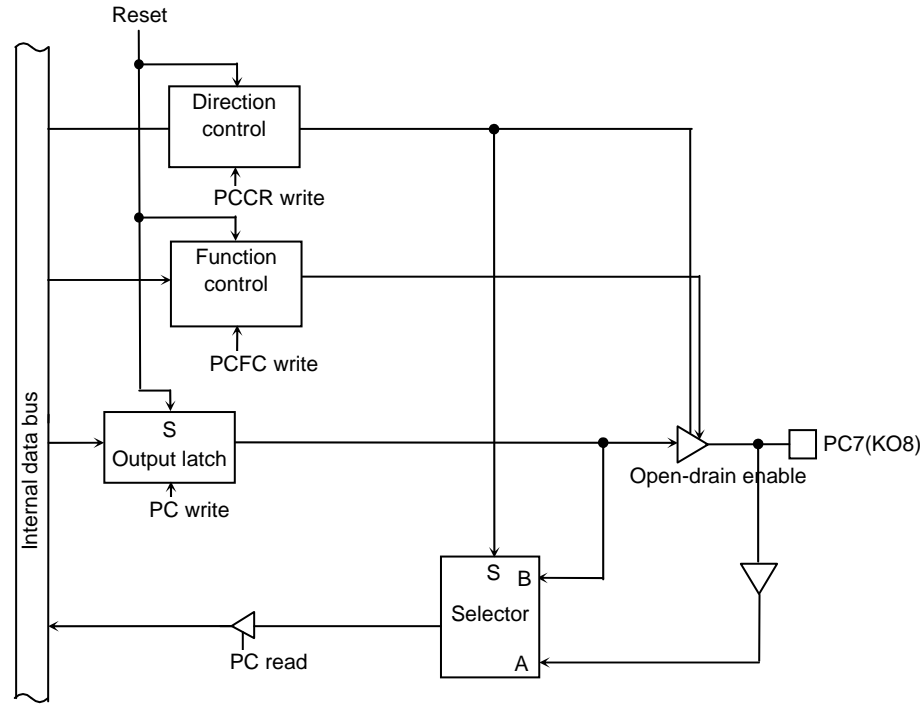 Reset
Direction
control
PCCR write
Function
control
PCFC write
Internal data bus
S
Output latch
PC write
PC7(KO8)
Open-drain enable
S
B
Selector
A
PC read